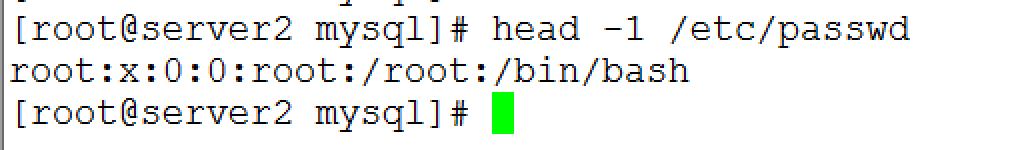 [root@server2 mysql]# head -1 /etc/passwd
root:x:0:0:root:/root:/bin/bash
[root@server2 mysql]#